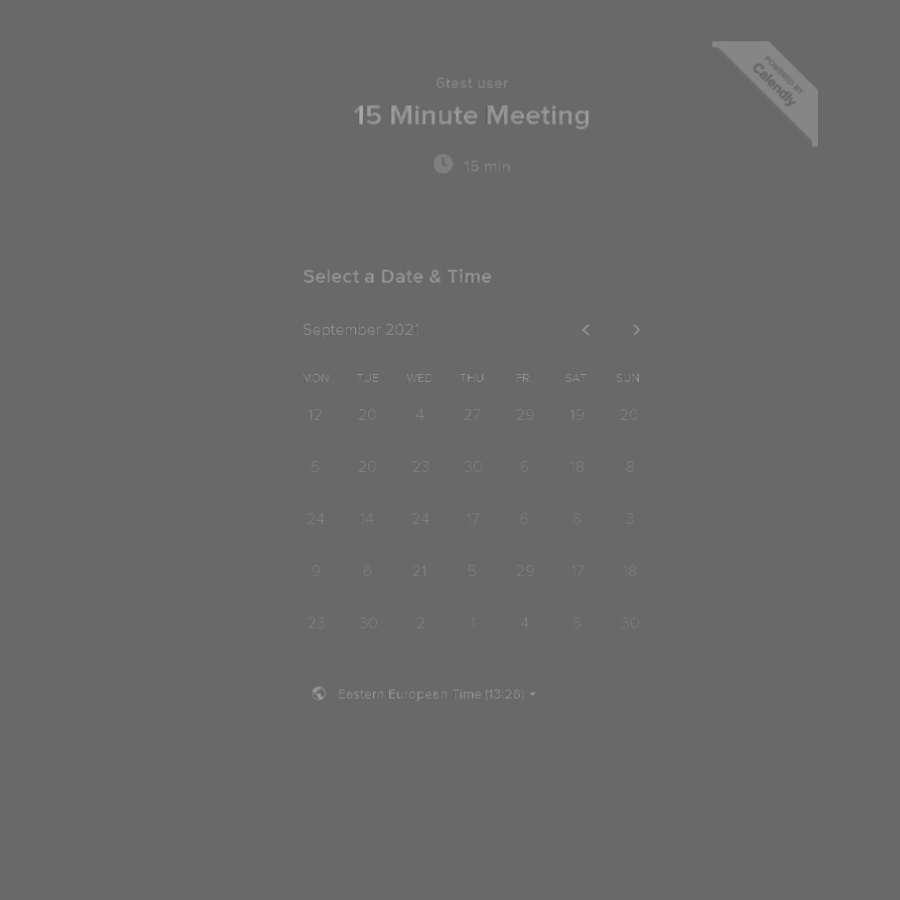 6test user
15 Minute Meeting
15 min
POWERED BY
Calendly
Select a Date & Time
September 2021
MON TUE WED THU FRI SAT SUN
12 20 4 27 29 19 20
5 20 23 30 6 18 8
24 14 24 17 6 6 3
9 6 21 5 29 17 18
23 30 2 1 4 6 30
Eastern European Time (13:26)